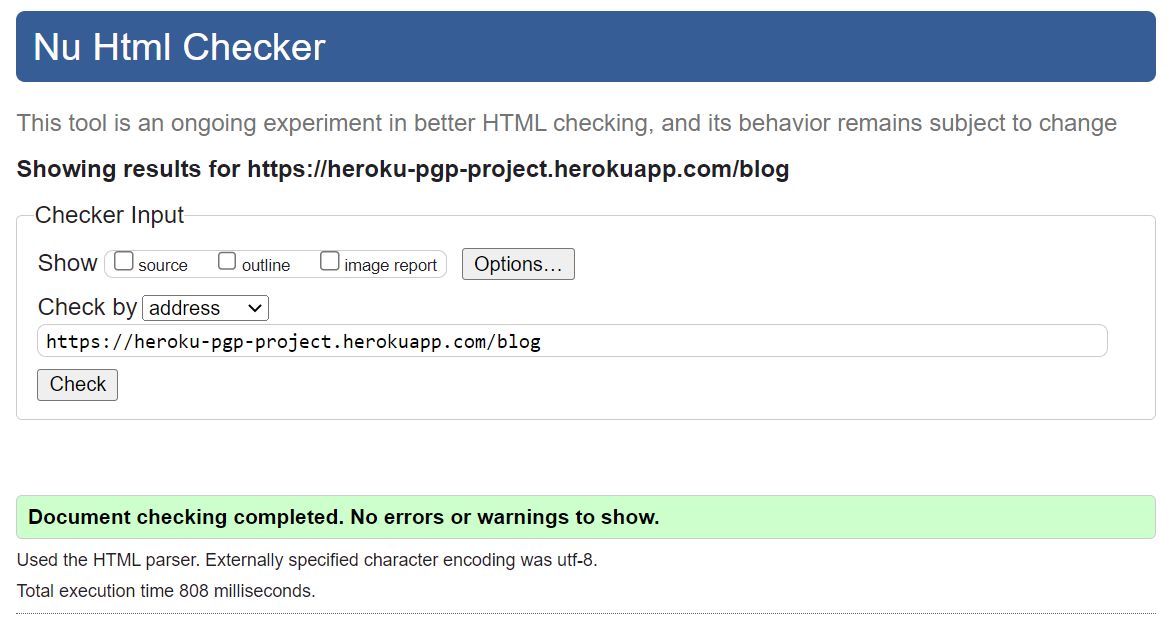 Nu Html Checker
This tool is an ongoing experiment in better HTML checking, and its behavior remains subject to change
Showing results for https://heroku-pgp-project.herokuapp.com/blog
Checker Input
Show source outline image report Options...
Check by address
https://heroku-pgp-project.herokuapp.com/blog
Check
Document checking completed. No errors or warnings to show.
Used the HTML parser. Externally specified character encoding was utf-8.
Total execution time 808 milliseconds.